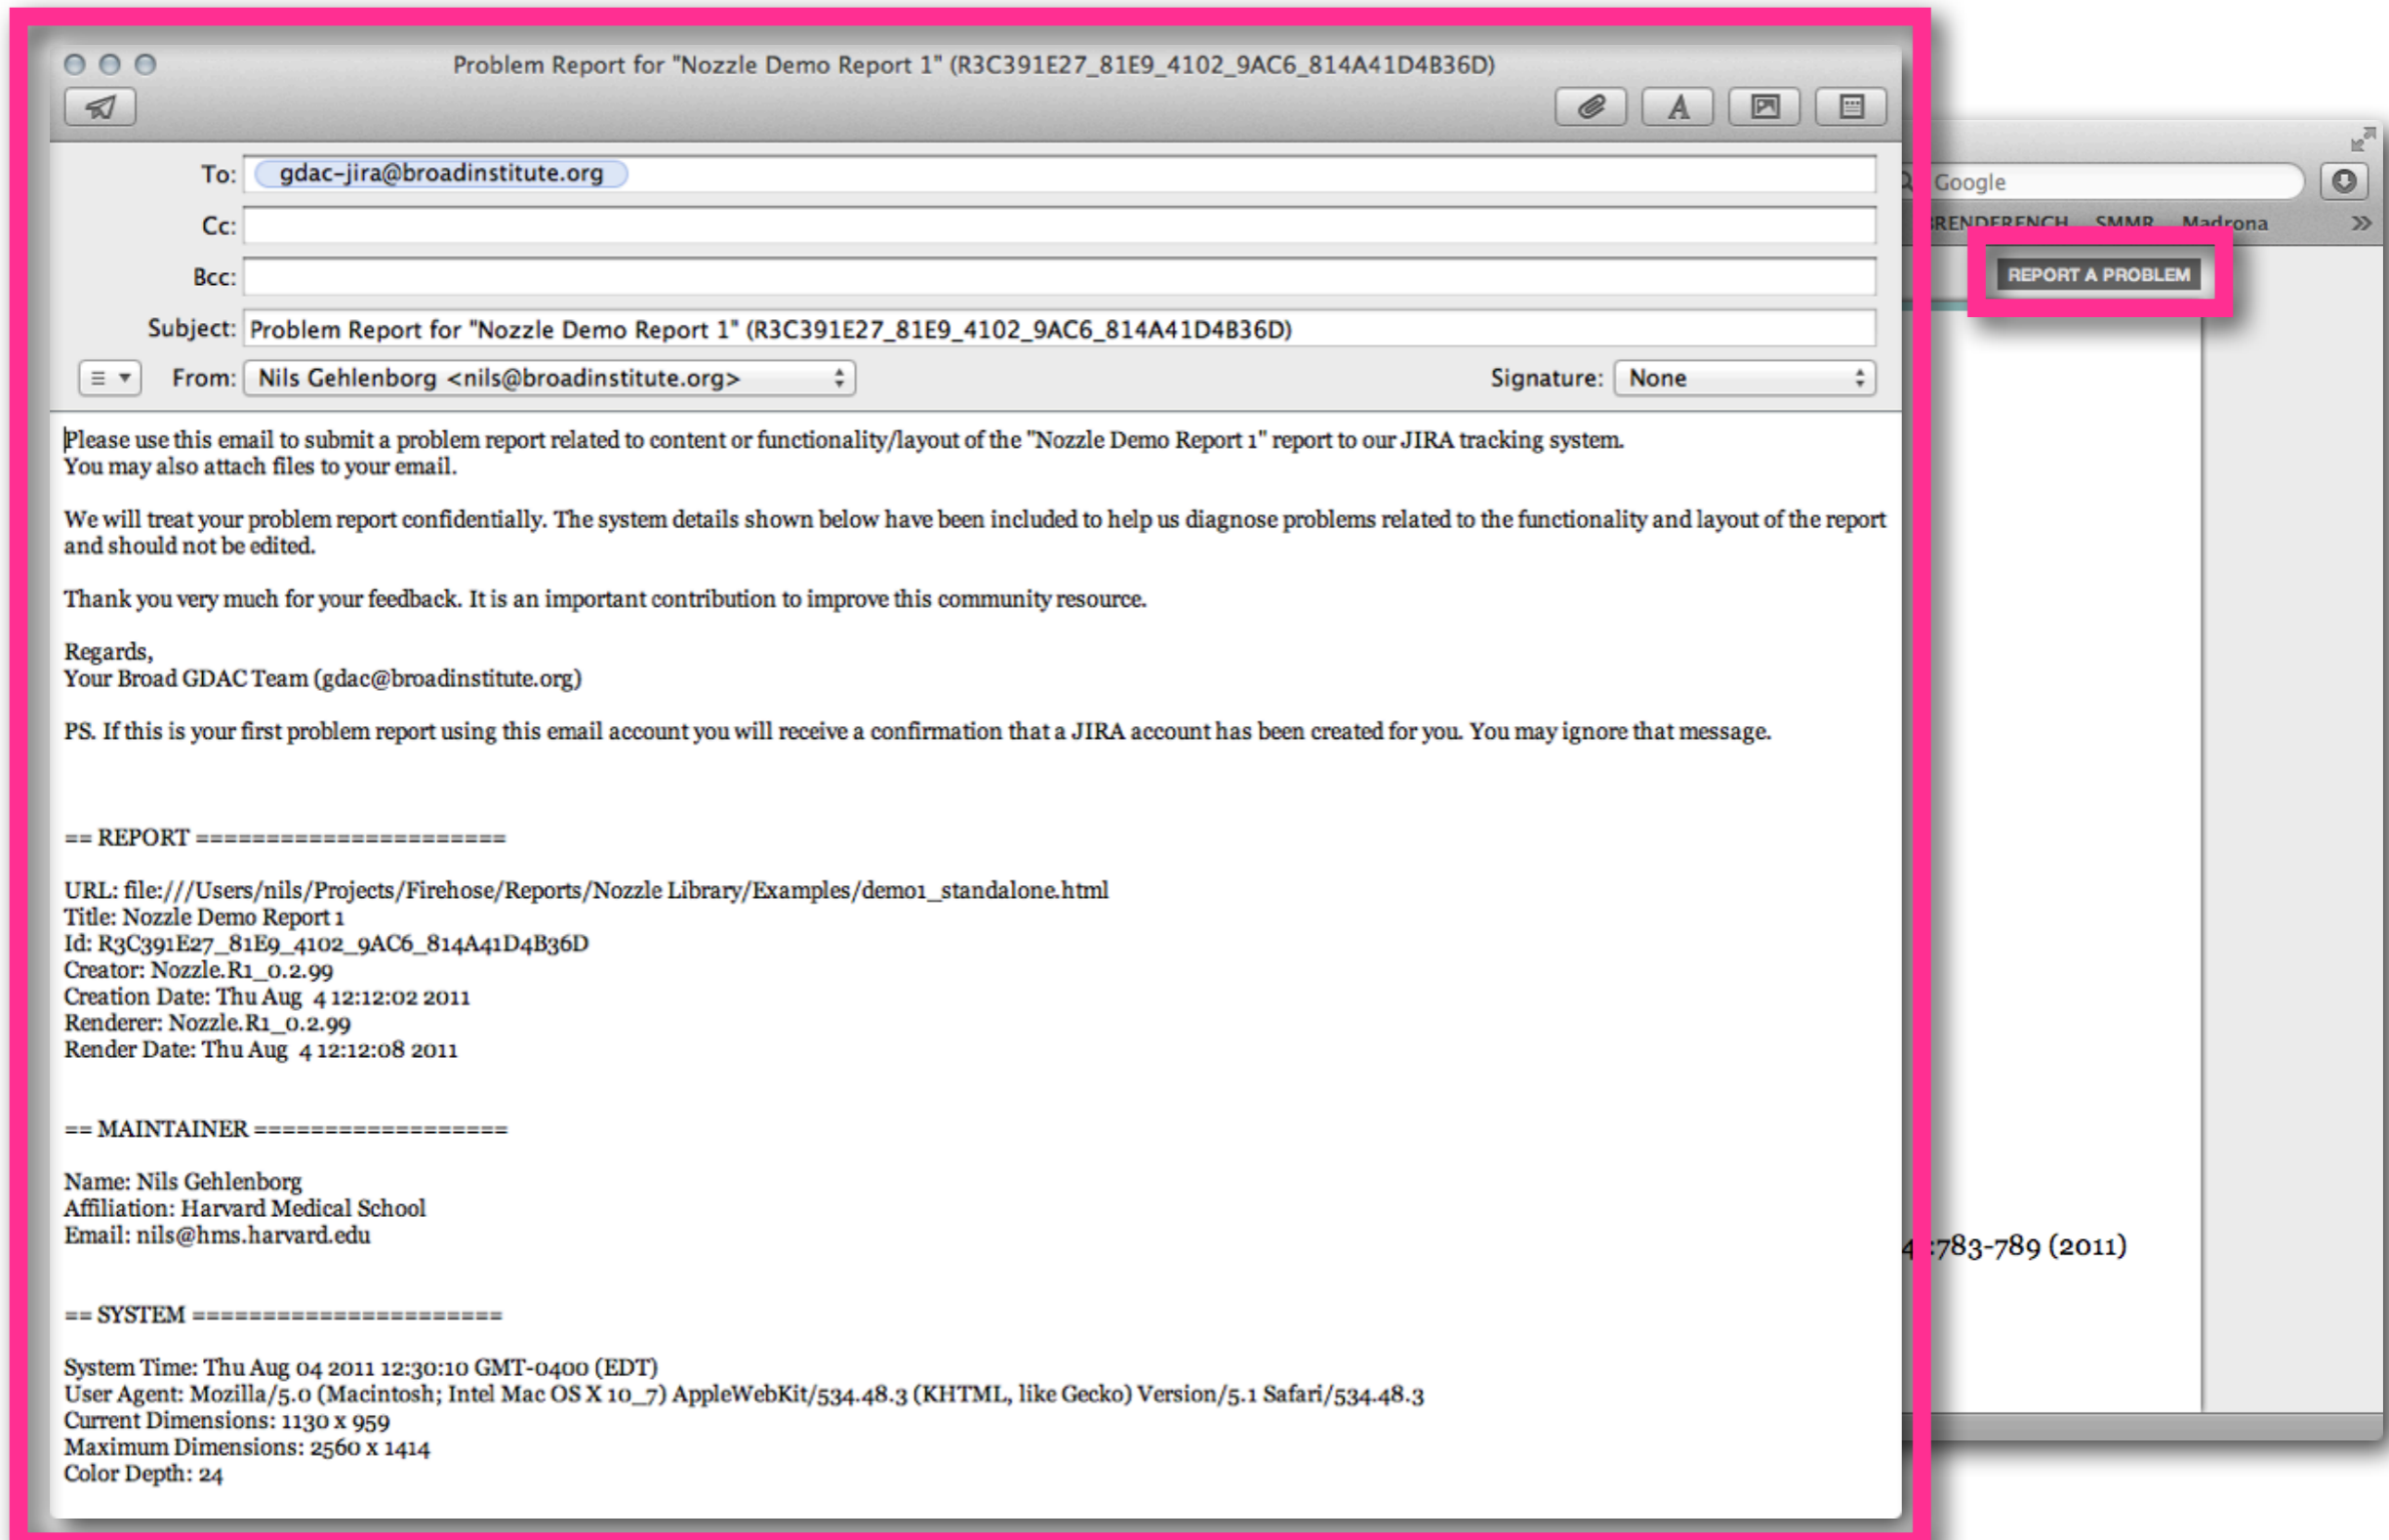 Problem Report for "Nozzle Demo Report 1" (R3C391E27_81E9_4102_9AC6_814A41D4B36D)
To: gdac-jira@broadinstitute.org
Cc:
Bcc:
Subject: Problem Report for "Nozzle Demo Report 1" (R3C391E27_81E9_4102_9AC6_814A41D4B36D)
From: Nils Gehlenborg <nils@broadinstitute.org> Signature: None
Please use this email to submit a problem report related to content or functionality/layout of the "Nozzle Demo Report 1" report to our JIRA tracking system.
You may also attach files to your email.
We will treat your problem report confidentially. The system details shown below have been included to help us diagnose problems related to the functionality and layout of the report
and should not be edited.
Thank you very much for your feedback. It is an important contribution to improve this community resource.
Regards,
Your Broad GDAC Team (gdac@broadinstitute.org)
PS. If this is your first problem report using this email account you will receive a confirmation that a JIRA account has been created for you. You may ignore that message.
== REPORT ======================
URL: file:///Users/nils/Projects/Firehose/Reports/Nozzle Library/Examples/demo1_standalone.html
Title: Nozzle Demo Report 1
Id: R3C391E27_81E9_4102_9AC6_814A41D4B36D
Creator: Nozzle.R1_0.2.99
Creation Date: Thu Aug  4 12:12:02 2011
Renderer: Nozzle.R1_0.2.99
Render Date: Thu Aug  4 12:12:08 2011
== MAINTAINER ==================
Name: Nils Gehlenborg
Affiliation: Harvard Medical School
Email: nils@hms.harvard.edu
== SYSTEM ======================
System Time: Thu Aug 04 2011 12:30:10 GMT-0400 (EDT)
User Agent: Mozilla/5.0 (Macintosh; Intel Mac OS X 10_7) AppleWebKit/534.48.3 (KHTML, like Gecko) Version/5.1 Safari/534.48.3
Current Dimensions: 1130 x 959
Maximum Dimensions: 2560 x 1414
Color Depth: 24
Google
SMMR Madrona
REPORT A PROBLEM
:783-789 (2011)